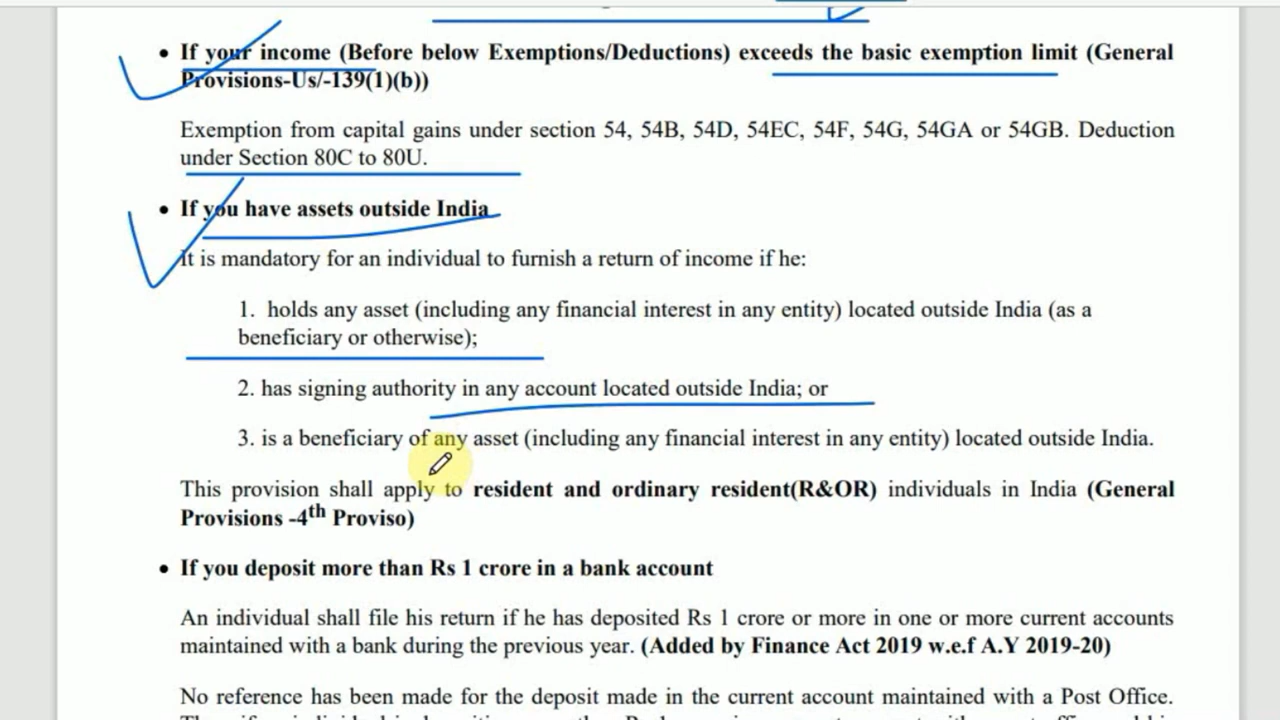 • If your income (Before below Exemptions/Deductions) exceeds the basic exemption limit (General
Provisions-Us/-139(1)(b))
Exemption from capital gains under section 54, 54B, 54D, 54EC, 54F, 54G, 54GA or 54GB. Deduction
under Section 80C to 80U.
• If you have assets outside India
It is mandatory for an individual to furnish a return of income if he:
1. holds any asset (including any financial interest in any entity) located outside India (as a
beneficiary or otherwise);
2. has signing authority in any account located outside India; or
3. is a beneficiary of any asset (including any financial interest in any entity) located outside India.
This provision shall apply to resident and ordinary resident(R&OR) individuals in India (General
Provisions -4th Proviso)
• If you deposit more than Rs 1 crore in a bank account
An individual shall file his return if he has deposited Rs 1 crore or more in one or more current accounts
maintained with a bank during the previous year. (Added by Finance Act 2019 w.e.f A.Y 2019-20)
No reference has been made for the deposit made in the current account maintained with a Post Office.